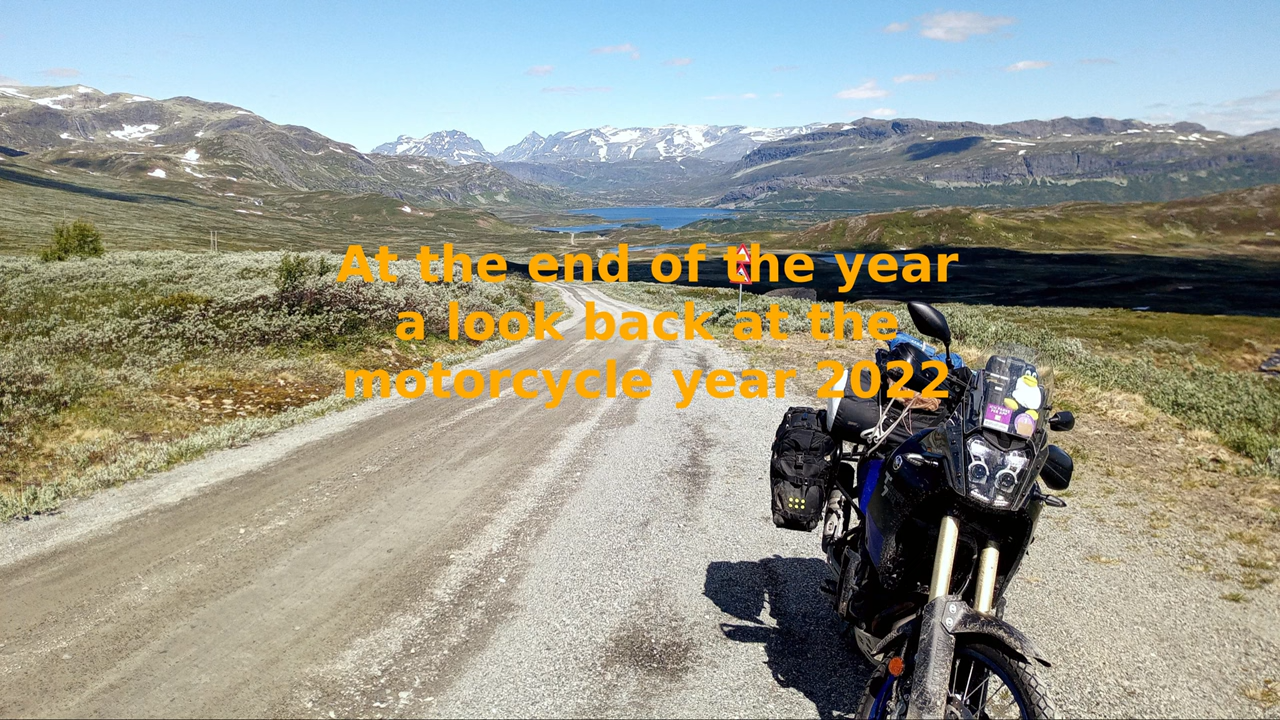 At the end of the year
a look back at the
motorcycle year 2022